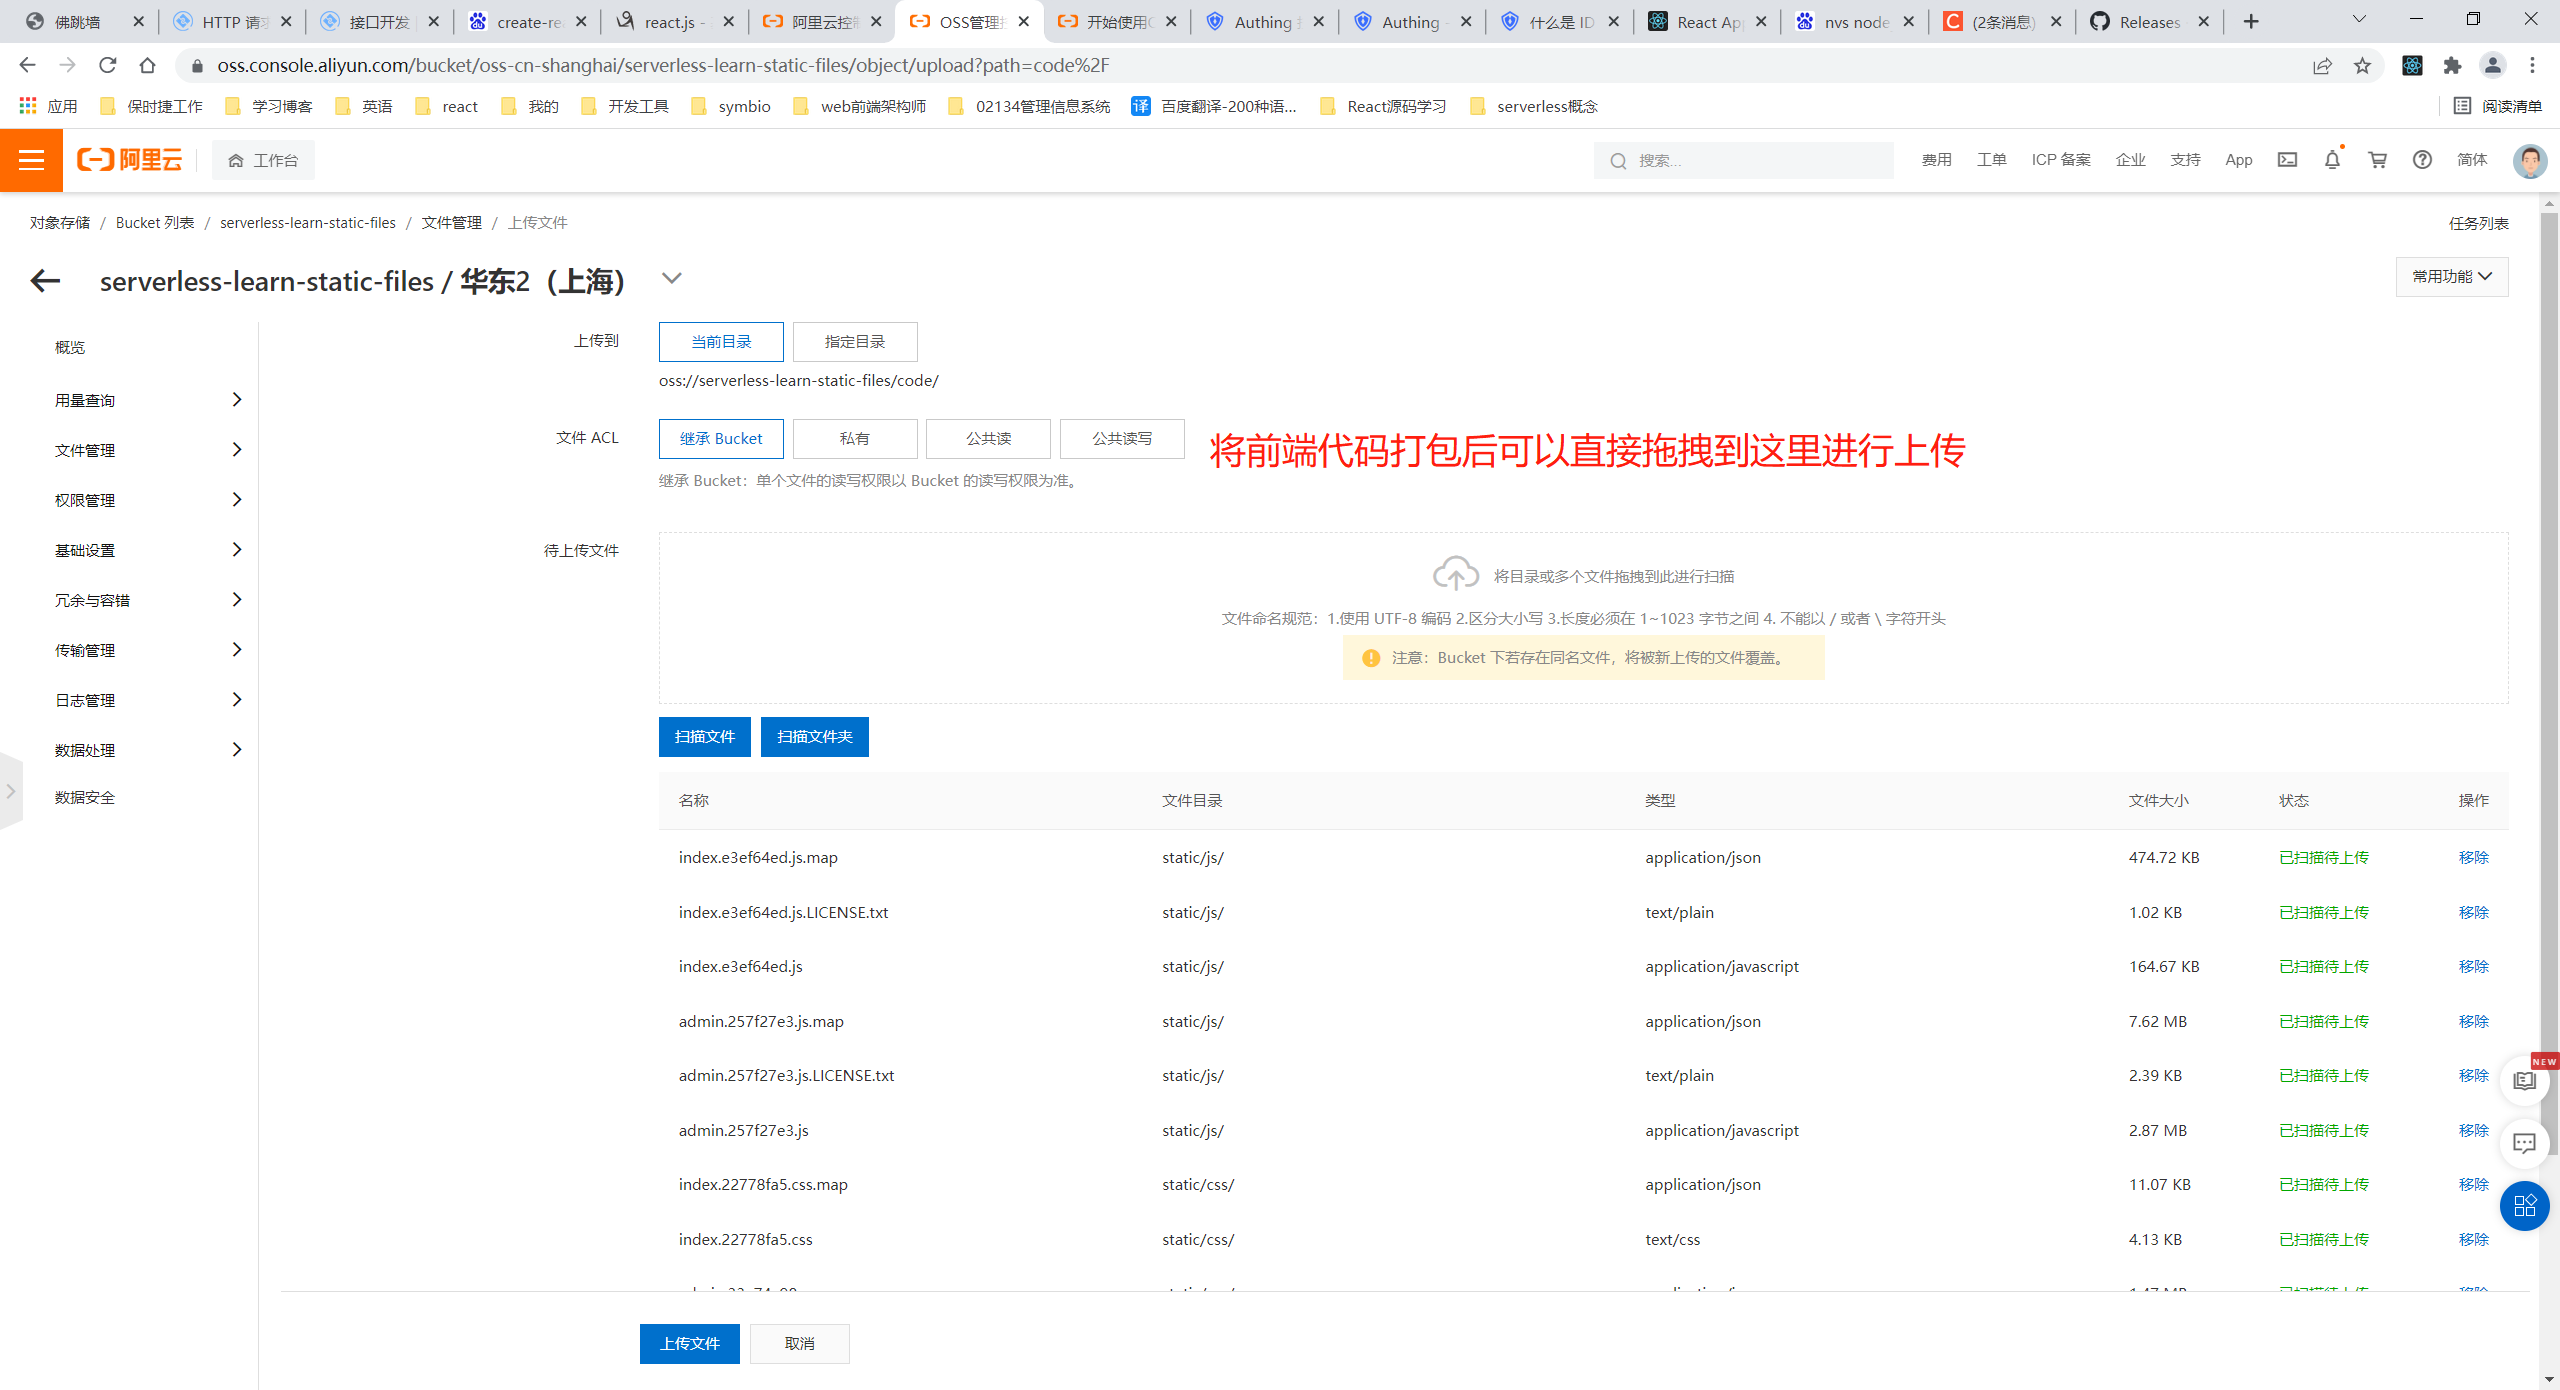 佛跳墙 HTTP 请 接口开发 create-re react.js - 阿里云控制 OSS管理控 开始使用O Authing Authing - 什么是 ID React Ap nvs node (2条消息) Releases
oss.console.aliyun.com/bucket/oss-cn-shanghai/serverless-learn-static-files/object/upload?path=code%2F
应用 保时捷工作 学习博客 英语 react 我的 开发工具 symbio web前端架构师 02134管理信息系统 译 百度翻译-200种语... React源码学习 serverless概念 阅读清单
阿里云 工作台 搜索... 费用 工单 ICP 备案 企业 支持 App 简体
对象存储 / Bucket 列表 / serverless-learn-static-files / 文件管理 / 上传文件 任务列表
serverless-learn-static-files / 华东2（上海） 常用功能
概览
用量查询
文件管理
权限管理
基础设置
冗余与容错
传输管理
日志管理
数据处理
数据安全
上传到 当前目录 指定目录
oss://serverless-learn-static-files/code/
文件 ACL 继承 Bucket 私有 公共读 公共读写
将前端代码打包后可以直接拖拽到这里进行上传
继承 Bucket：单个文件的读写权限以 Bucket 的读写权限为准。
待上传文件
将目录或多个文件拖拽到此进行扫描
文件命名规范：1.使用 UTF-8 编码 2.区分大小写 3.长度必须在 1~1023 字节之间 4. 不能以 / 或者 \ 字符开头
注意：Bucket 下若存在同名文件，将被新上传的文件覆盖。
扫描文件 扫描文件夹
名称 文件目录 类型 文件大小 状态 操作
index.e3ef64ed.js.map static/js/ application/json 474.72 KB 已扫描待上传 移除
index.e3ef64ed.js.LICENSE.txt static/js/ text/plain 1.02 KB 已扫描待上传 移除
index.e3ef64ed.js static/js/ application/javascript 164.67 KB 已扫描待上传 移除
admin.257f27e3.js.map static/js/ application/json 7.62 MB 已扫描待上传 移除
NEW
admin.257f27e3.js.LICENSE.txt static/js/ text/plain 2.39 KB 已扫描待上传 移除
admin.257f27e3.js static/js/ application/javascript 2.87 MB 已扫描待上传 移除
index.22778fa5.css.map static/css/ application/json 11.07 KB 已扫描待上传 移除
index.22778fa5.css static/css/ text/css 4.13 KB 已扫描待上传 移除
上传文件 取消